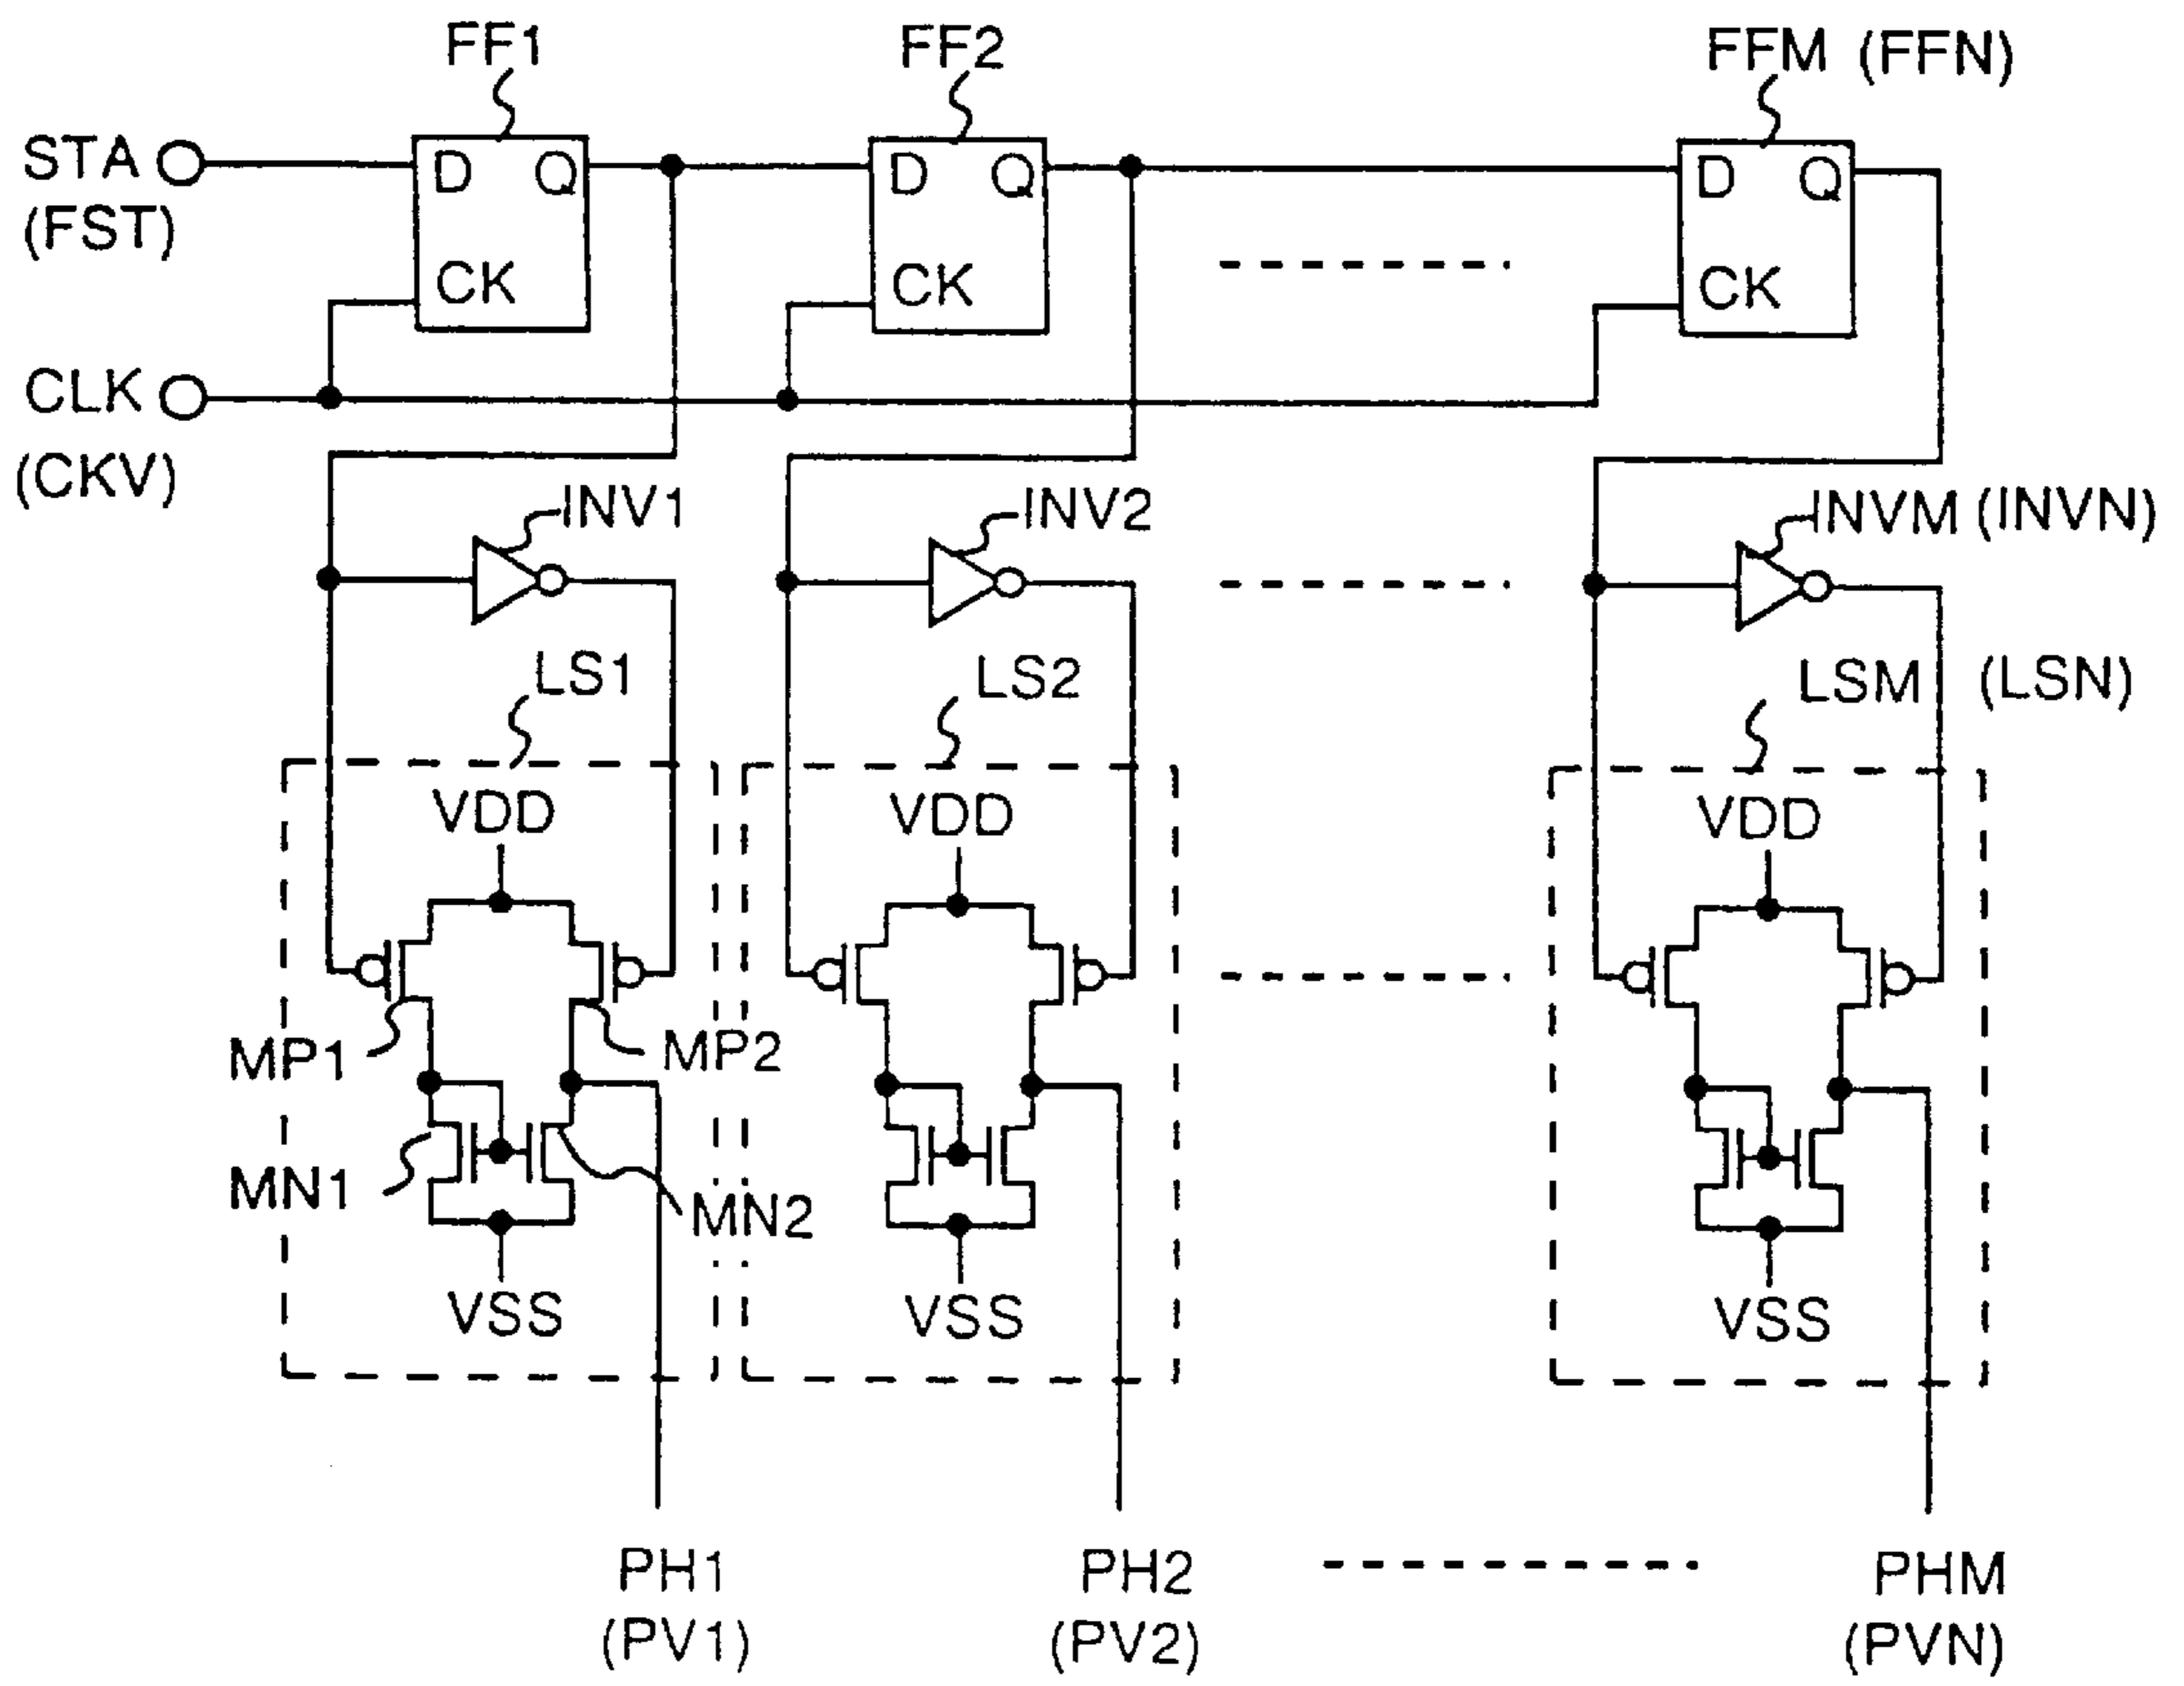 FF1
FF2
FFM (FFN)
STA
(FST)
D Q
CK
D Q
CK
D Q
CK
CLK
(CKV)
INV1
INV2
INVM (INVN)
LS1
LS2
LSM (LSN)
VDD
VDD
VDD
MP1
MP2
MN1
MN2
VSS
VSS
VSS
PH1
(PV1)
PH2
(PV2)
PHM
(PVN)